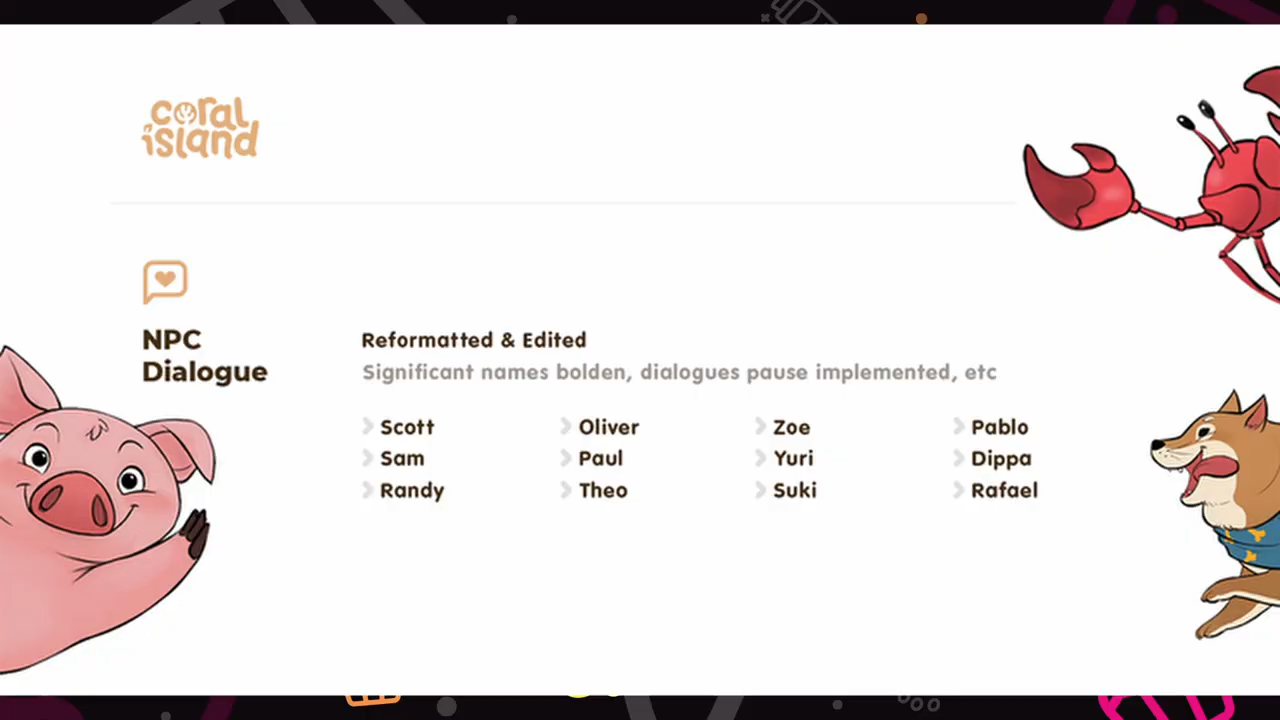 coral
island
NPC
Dialogue
Reformatted & Edited
Significant names bolden, dialogues pause implemented, etc
Scott
Oliver
Zoe
Pablo
Sam
Paul
Yuri
Dippa
Randy
Theo
Suki
Rafael